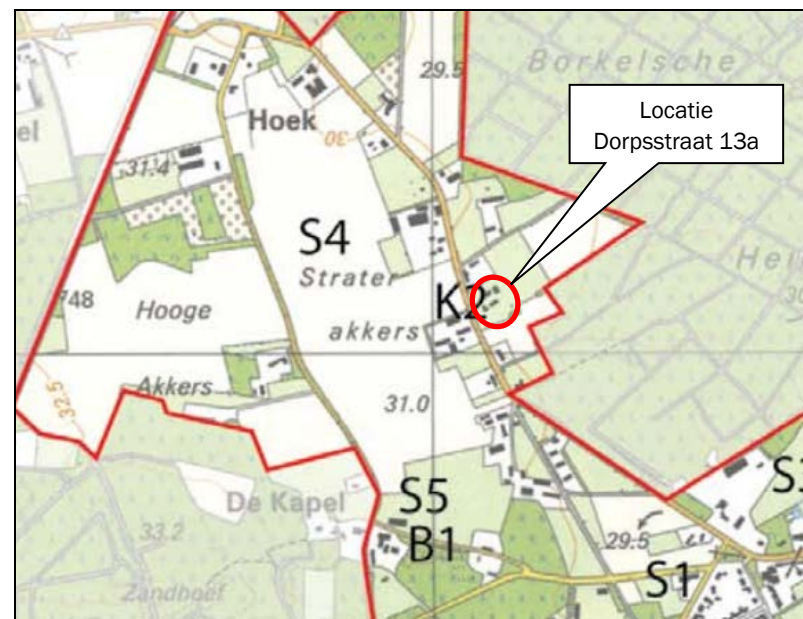 29.5
Borkelsche
Locatie
Dorpsstraat 13a
Hoek
30
el
31.4
S4
Strater
Hei
748
Hooge
K2
akkers
Akkers
31.0
32.5
De Kapel
S5
B1
33.2
29.5
S1
Zandhoef